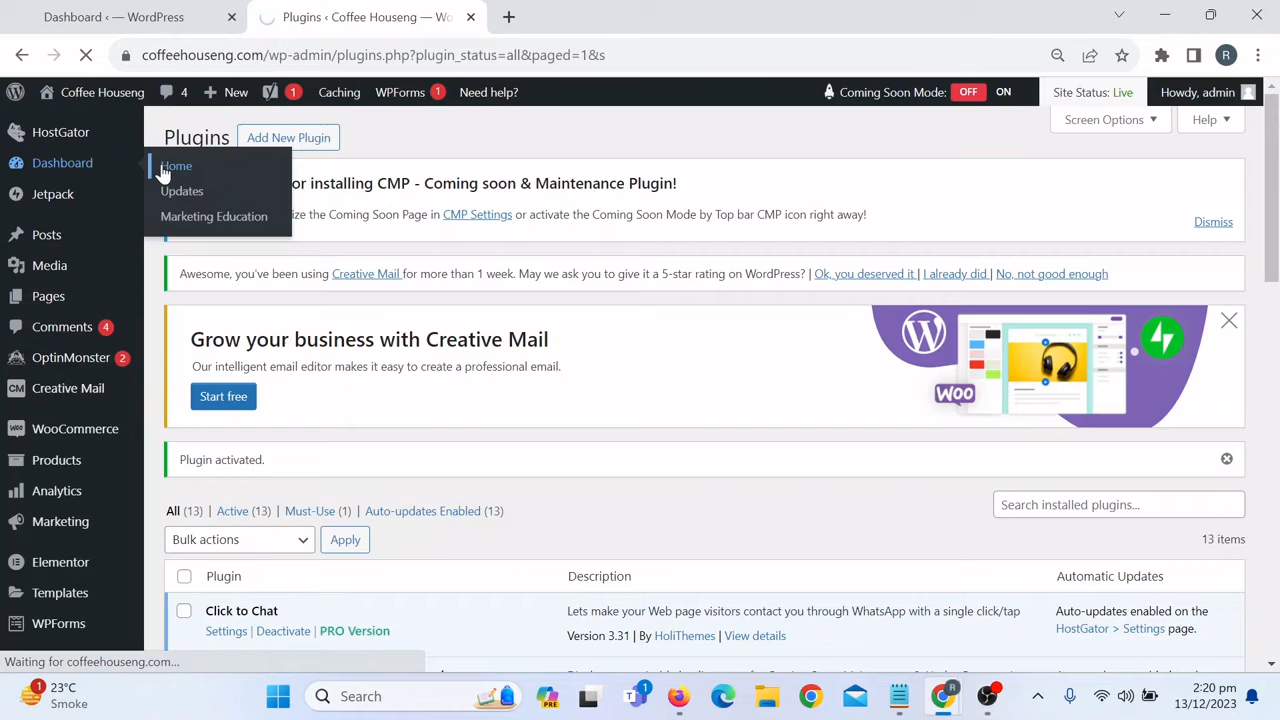 Dashboard ‹ — WordPress
Plugins ‹ Coffee Houseng — Wo
coffeehouseng.com/wp-admin/plugins.php?plugin_status=all&paged=1&s
R
Coffee Houseng
4
New
1
Caching
WPForms 1
Need help?
Coming Soon Mode: OFF ON
Site Status: Live
Howdy, admin
HostGator
Dashboard
Jetpack
Posts
Media
Pages
Comments 4
OptinMonster 2
CM Creative Mail
WooCommerce
Products
Analytics
Marketing
Elementor
Templates
WPForms
Home
Updates
Marketing Education
Plugins
Add New Plugin
Screen Options
Help
or installing CMP - Coming soon & Maintenance Plugin!
ize the Coming Soon Page in CMP Settings or activate the Coming Soon Mode by Top bar CMP icon right away!
Dismiss
Awesome, you've been using Creative Mail for more than 1 week. May we ask you to give it a 5-star rating on WordPress? | Ok, you deserved it | I already did | No, not good enough
Grow your business with Creative Mail
Our intelligent email editor makes it easy to create a professional email.
Start free
WOO
Plugin activated.
All (13) | Active (13) | Must-Use (1) | Auto-updates Enabled (13)
Search installed plugins...
Bulk actions
Apply
13 items
Plugin
Description
Automatic Updates
Click to Chat
Settings | Deactivate | PRO Version
Lets make your Web page visitors contact you through WhatsApp with a single click/tap
Version 3.31 | By HoliThemes | View details
Auto-updates enabled on the
HostGator > Settings page.
Waiting for coffeehouseng.com...
1
23°C
Smoke
Search
PRE
1
R
2:20 pm
13/12/2023